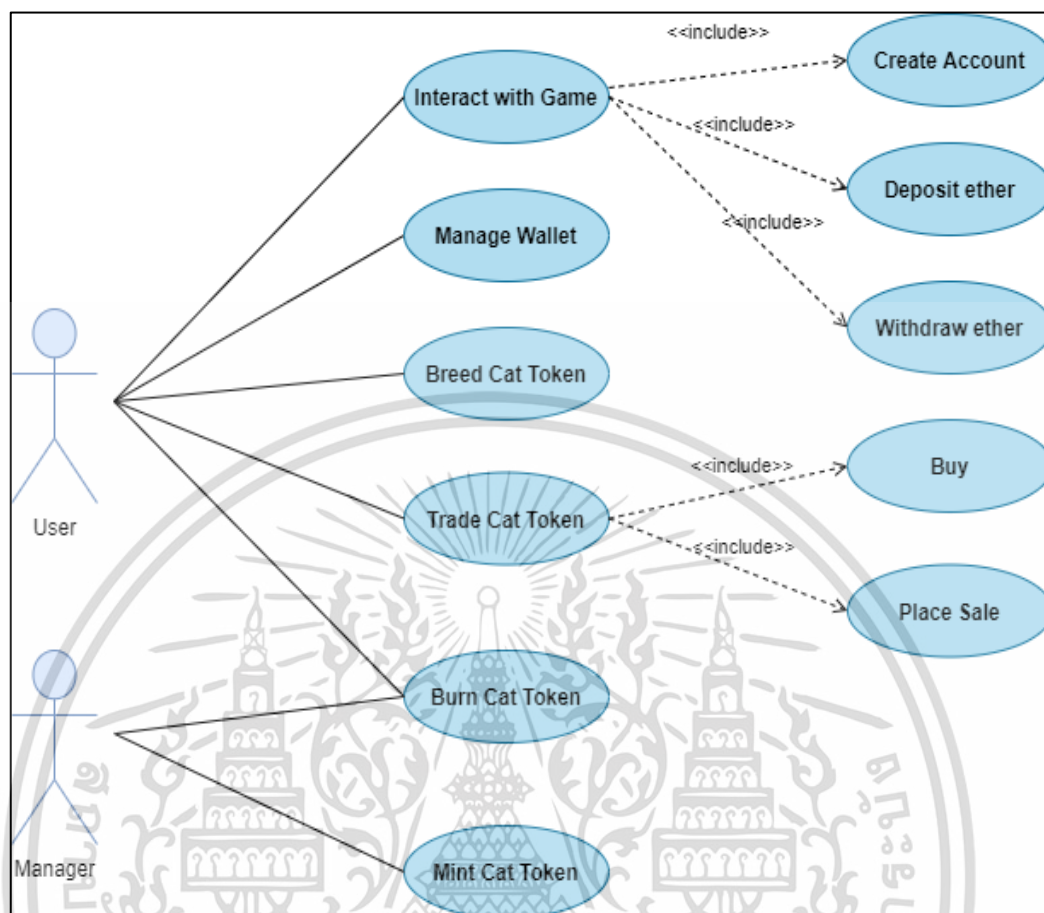 <<include>>
Create Account
Interact with Game
<<include>>
Deposit ether
Manage Wallet
<<include>>
Withdraw ether
Breed Cat Token
User
Trade Cat Token
<<include>>
Buy
<<include>>
Place Sale
Manager
Burn Cat Token
Mint Cat Token